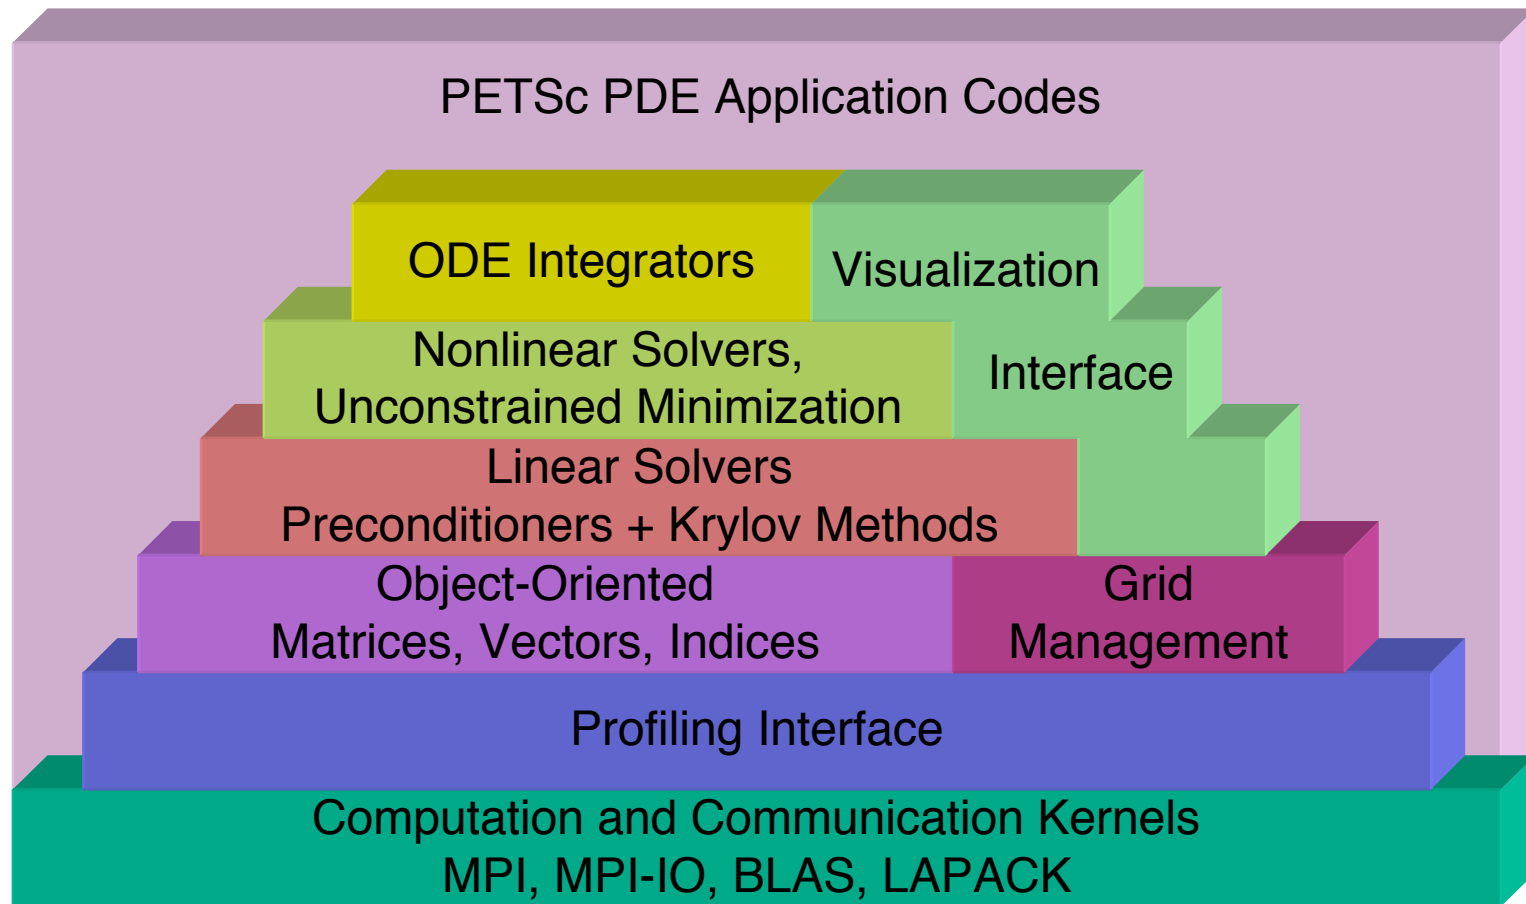 PETSc PDE Application Codes
ODE Integrators
Visualization
Nonlinear Solvers,
Unconstrained Minimization
Interface
Linear Solvers
Preconditioners + Krylov Methods
Object-Oriented
Matrices, Vectors, Indices
Grid
Management
Profiling Interface
Computation and Communication Kernels
MPI, MPI-IO, BLAS, LAPACK